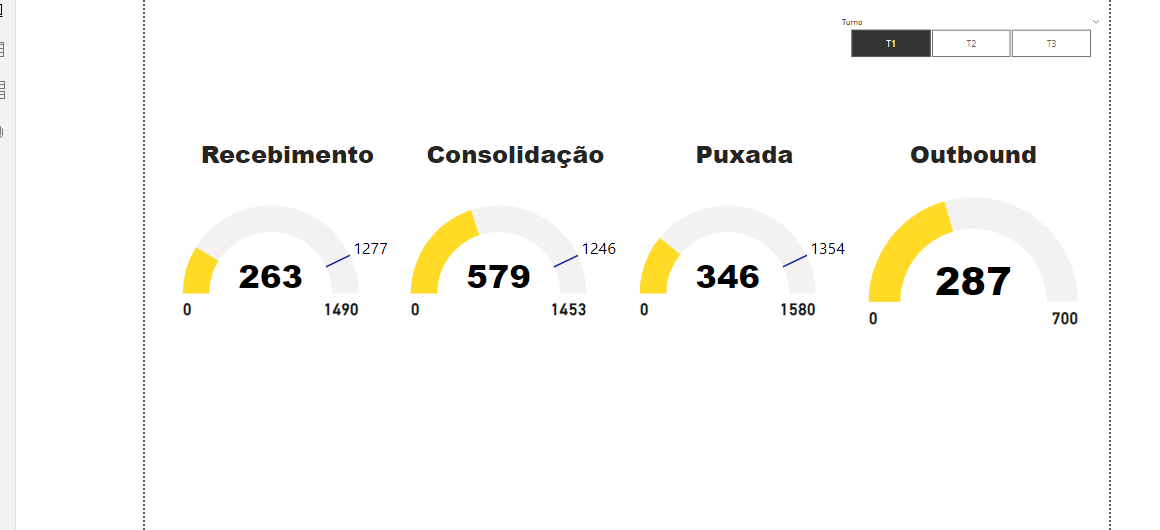 Turno
T1 T2 T3
Recebimento Consolidação Puxada Outbound
1277 1246 1354
263 579 346 287
0 1490 0 1453 0 1580 0 700